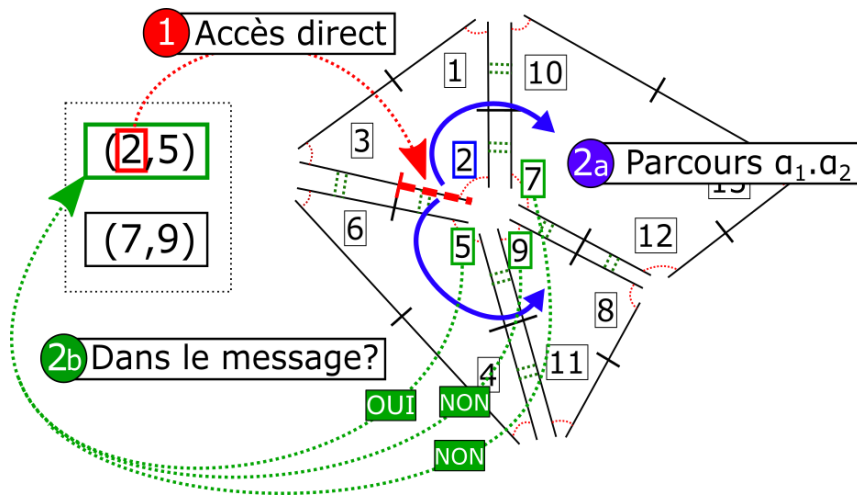 1 Accès direct
1
10
(2,5)
3
2
2a Parcours α₁.α₂
7
13
(7,9)
6
5
9
12
8
2b Dans le message?
4
11
OUI
NON
NON